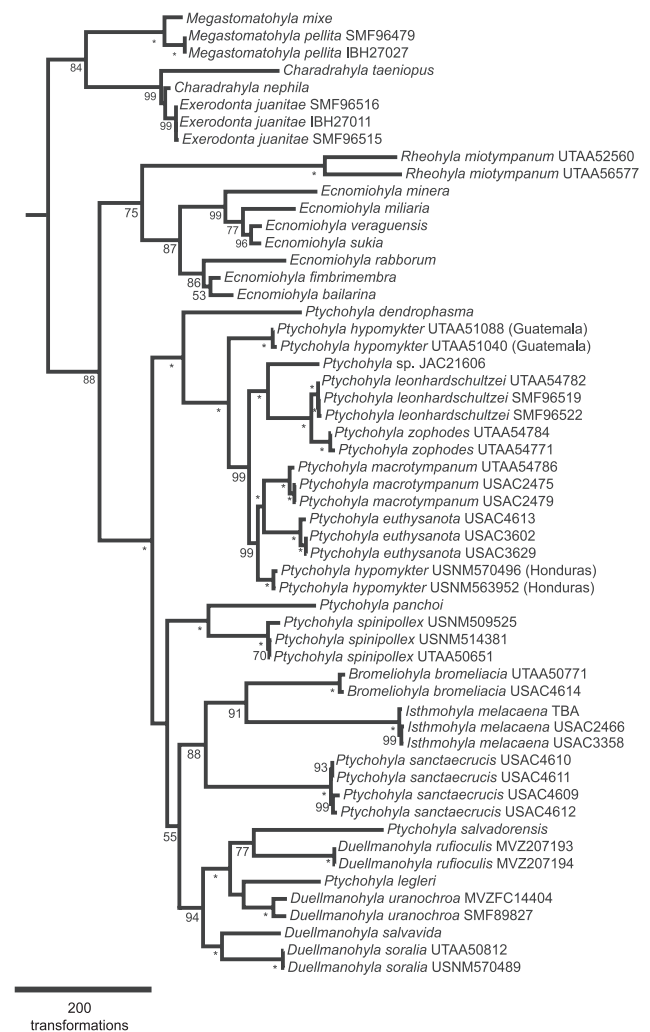 Megastomatohyla mixe
Megastomatohyla pellita SMF96479
*
Megastomatohyla pellita IBH27027
*
84
Charadrahyla taeniopus
Charadrahyla nephila
99
Exerodonta juanitae SMF96516
Exerodonta juanitae IBH27011
99
Exerodonta juanitae SMF96515
Rheohyla miotympanum UTAA52560
*
Rheohyla miotympanum UTAA56577
Ecnomiohyla minera
75
99
Ecnomiohyla miliaria
77
Ecnomiohyla veraguensis
96
Ecnomiohyla sukia
87
Ecnomiohyla rabborum
Ecnomiohyla fimbrimembra
86
53
Ecnomiohyla bailarina
Ptychohyla dendrophasma
Ptychohyla hypomykter UTAA51088 (Guatemala)
*
Ptychohyla hypomykter UTAA51040 (Guatemala)
*
88
Ptychohyla sp. JAC21606
Ptychohyla leonhardschultzei UTAA54782
*
*
Ptychohyla leonhardschultzei SMF96519
*
*
Ptychohyla leonhardschultzei SMF96522
*
Ptychohyla zophodes UTAA54784
*
Ptychohyla zophodes UTAA54771
Ptychohyla macrotympanum UTAA54786
99
*
Ptychohyla macrotympanum USAC2475
*
*
Ptychohyla macrotympanum USAC2479
Ptychohyla euthysanota USAC4613
*
Ptychohyla euthysanota USAC3602
*
99
*
Ptychohyla euthysanota USAC3629
Ptychohyla hypomykter USNM570496 (Honduras)
*
Ptychohyla hypomykter USNM563952 (Honduras)
Ptychohyla panchoi
*
Ptychohyla spinipollex USNM509525
*
Ptychohyla spinipollex USNM514381
70
Ptychohyla spinipollex UTAA50651
Bromeliohyla bromeliacia UTAA50771
*
Bromeliohyla bromeliacia USAC4614
91
Isthmohyla melacaena TBA
*
Isthmohyla melacaena USAC2466
99
Isthmohyla melacaena USAC3358
88
Ptychohyla sanctaecrucis USAC4610
93
Ptychohyla sanctaecrucis USAC4611
*
Ptychohyla sanctaecrucis USAC4609
99
Ptychohyla sanctaecrucis USAC4612
55
Ptychohyla salvadorensis
77
Duellmanohyla rufioculis MVZ207193
*
Duellmanohyla rufioculis MVZ207194
*
Ptychohyla legleri
Duellmanohyla uranochroa MVZFC14404
*
Duellmanohyla uranochroa SMF89827
94
Duellmanohyla salvavida
*
Duellmanohyla soralia UTAA50812
*
Duellmanohyla soralia USNM570489
200
transformations